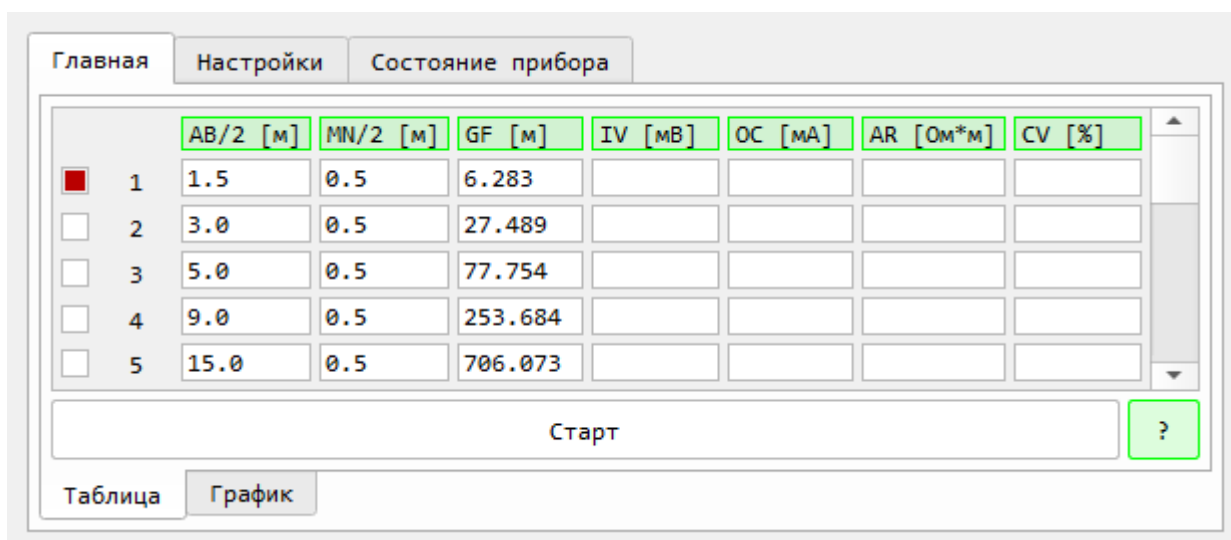 Главная Настройки Состояние прибора
AB/2 [м] MN/2 [м] GF [м] IV [мВ] OC [мА] AR [Ом*м] CV [%]
1 1.5 0.5 6.283
2 3.0 0.5 27.489
3 5.0 0.5 77.754
4 9.0 0.5 253.684
5 15.0 0.5 706.073
Старт ?
Таблица График